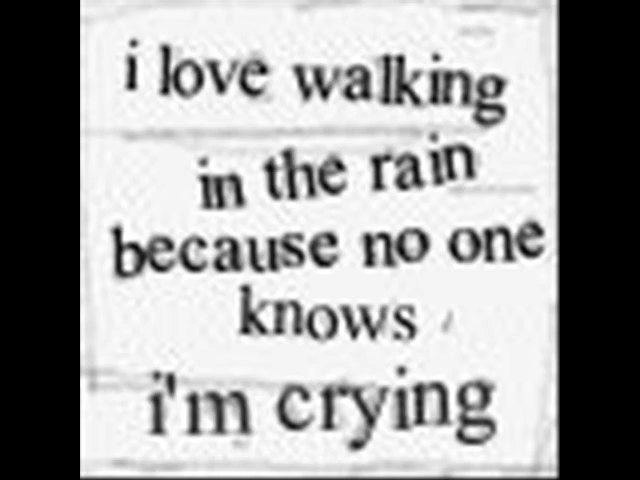 i love walking
in the rain
because no one
knows
i'm crying